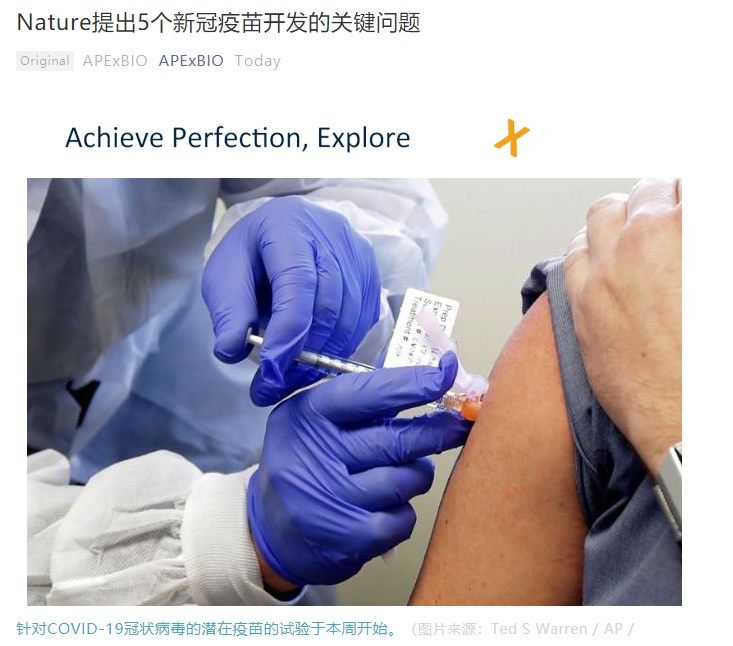 Nature提出5个新冠疫苗开发的关键问题
Original APExBIO APExBIO Today
Achieve Perfection, Explore
Prep D
Treatment #
针对COVID-19冠状病毒的潜在疫苗的试验于本周开始。（图片来源：Ted S Warren / AP /